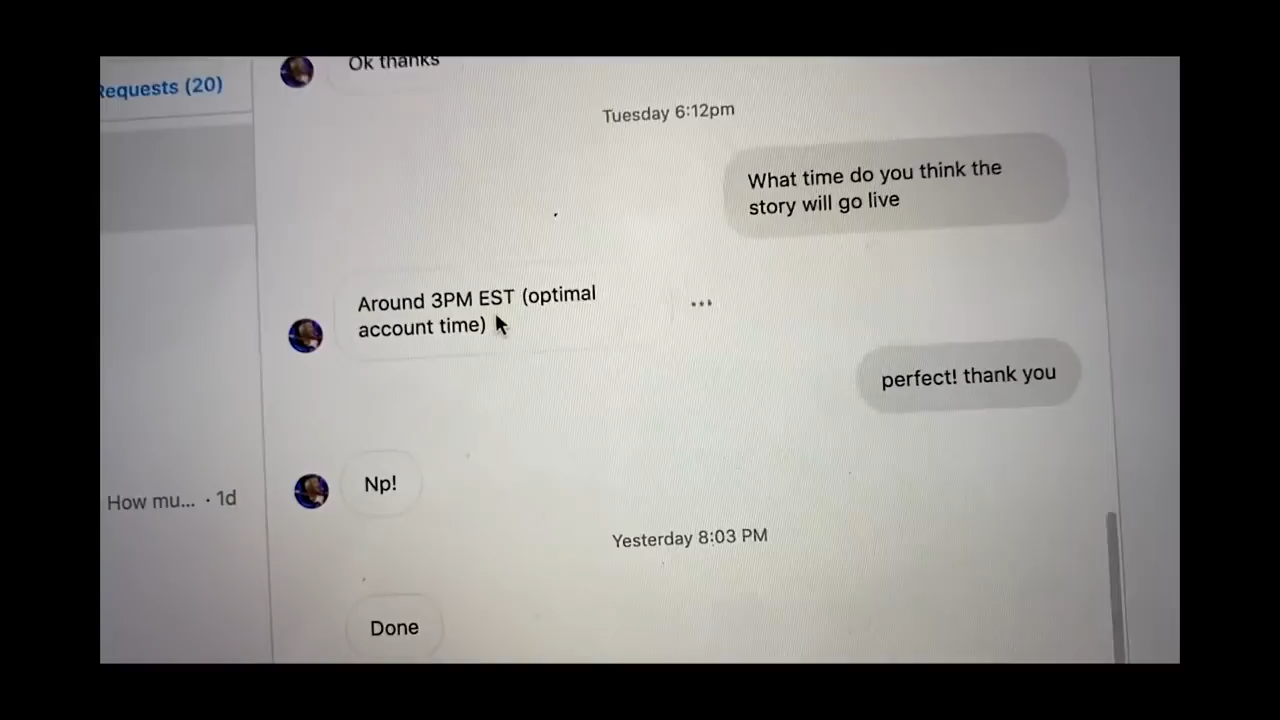 Requests (20)
Ok thanks
Tuesday 6:12pm
What time do you think the
story will go live
Around 3PM EST (optimal
account time)
perfect! thank you
Np!
How mu... · 1d
Yesterday 8:03 PM
Done